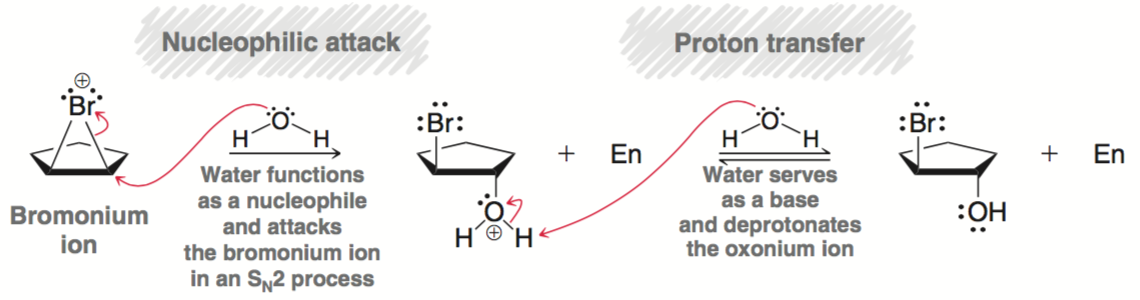 Nucleophilic attack
Proton transfer
⊕
Br
H O H
Water functions
as a nucleophile
and attacks
the bromonium ion
in an SN2 process
Bromonium
ion
Br
O
H ⊕ H
+ En
H O H
Water serves
as a base
and deprotonates
the oxonium ion
Br
OH
+ En